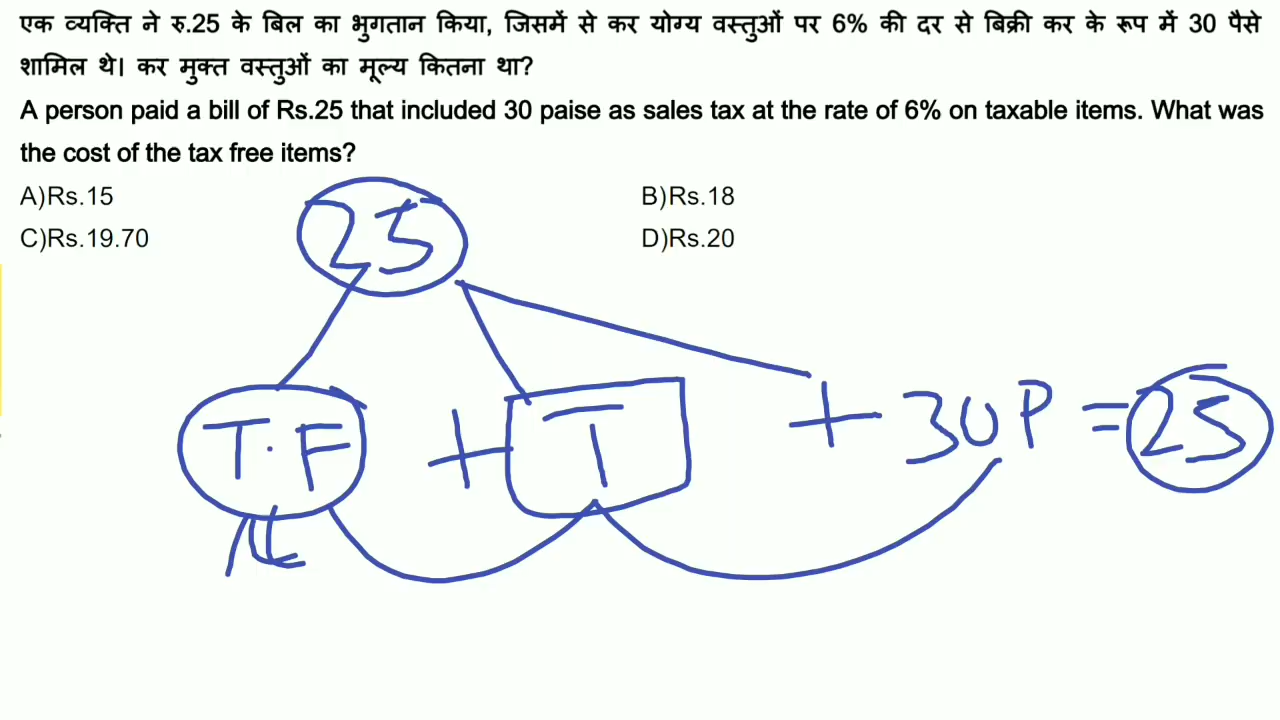 एक व्यक्ति ने रु.25 के बिल का भुगतान किया, जिसमें से कर योग्य वस्तुओं पर 6% की दर से बिक्री कर के रूप में 30 पैसे
शामिल थे। कर मुक्त वस्तुओं का मूल्य कितना था?
A person paid a bill of Rs.25 that included 30 paise as sales tax at the rate of 6% on taxable items. What was
the cost of the tax free items?
A)Rs.15 B)Rs.18
C)Rs.19.70 D)Rs.20
25
T.F + T + 30P = 25